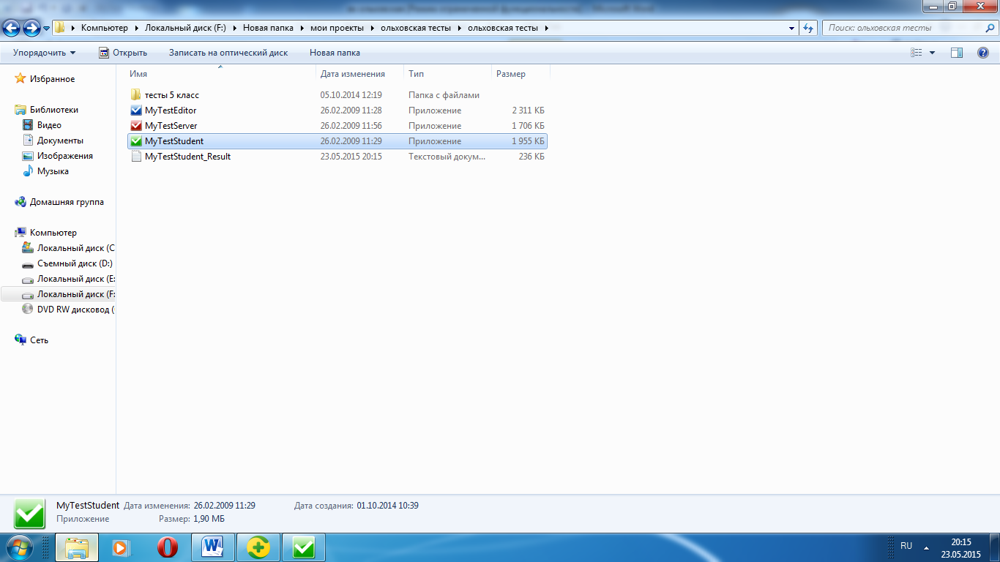 Компьютер Локальный диск (F:) Новая папка мои проекты ольховская тесты ольховская тесты Поиск: ольховская тесты
Упорядочить Открыть Записать на оптический диск Новая папка
Избранное
Библиотеки
Видео
Документы
Изображения
Музыка
Домашняя группа
Компьютер
Локальный диск (C
Съемный диск (D:)
Локальный диск (E:
Локальный диск (F:
DVD RW дисковод (
Сеть
Имя Дата изменения Тип Размер
тесты 5 класс 05.10.2014 12:19 Папка с файлами
MyTestEditor 26.02.2009 11:28 Приложение 2 311 КБ
MyTestServer 26.02.2009 11:56 Приложение 1 706 КБ
MyTestStudent 26.02.2009 11:29 Приложение 1 955 КБ
MyTestStudent_Result 23.05.2015 20:15 Текстовый докум... 236 КБ
MyTestStudent Дата изменения: 26.02.2009 11:29 Дата создания: 01.10.2014 10:39
Приложение Размер: 1,90 МБ
RU 20:15
23.05.2015